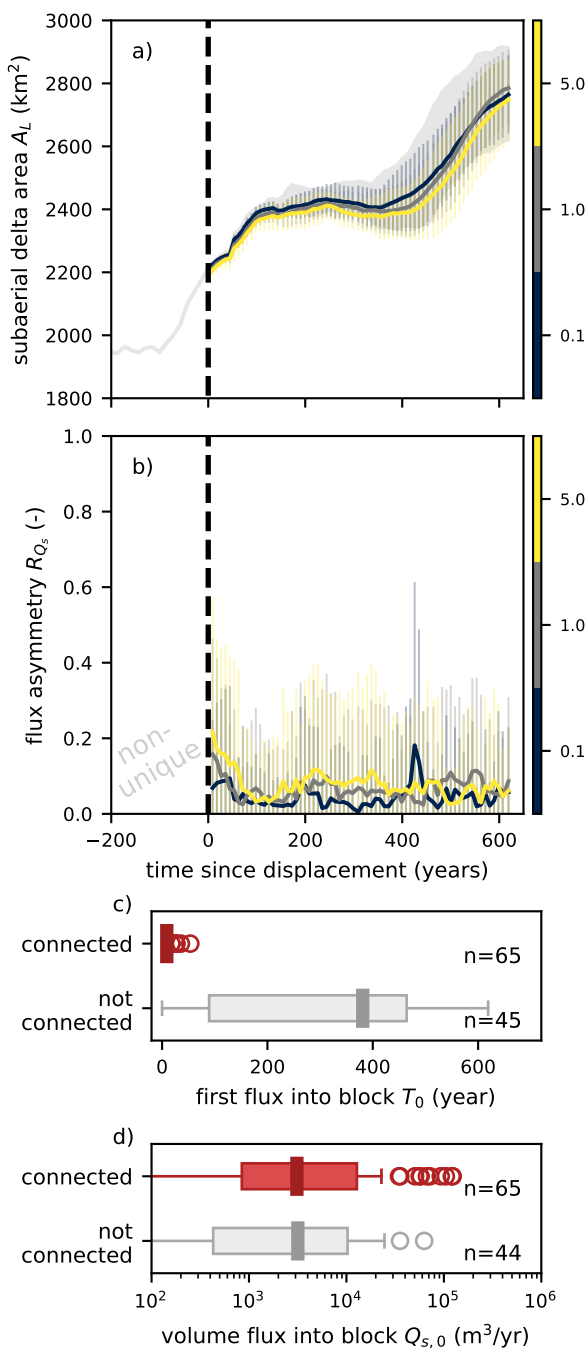 3000
a)
2800
5.0
2600
2400
1.0
2200
2000
0.1
1800
subaerial delta area A_L (km²)
1.0
b)
0.8
5.0
0.6
1.0
0.4
0.2
non-
unique
0.1
0.0
flux asymmetry R_{Q_s} (-)
−200 0 200 400 600
time since displacement (years)
c)
connected
n=65
not
connected
n=45
0 200 400 600
first flux into block T_0 (year)
d)
connected
n=65
not
connected
n=44
10² 10³ 10⁴ 10⁵ 10⁶
volume flux into block Q_{s,0} (m³/yr)